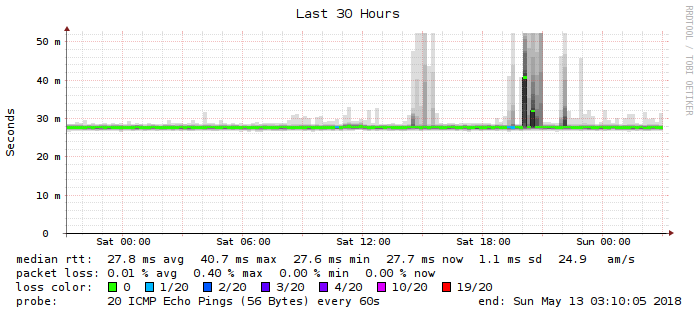 Last 30 Hours
RRDTOOL / TOBI OETIKER
Seconds
50 m
40 m
30 m
20 m
10 m
0
Sat 00:00 Sat 06:00 Sat 12:00 Sat 18:00 Sun 00:00
median rtt: 27.8 ms avg 40.7 ms max 27.6 ms min 27.7 ms now 1.1 ms sd 24.9 am/s
packet loss: 0.01 % avg 0.40 % max 0.00 % min 0.00 % now
loss color: 0 1/20 2/20 3/20 4/20 10/20 19/20
probe: 20 ICMP Echo Pings (56 Bytes) every 60s end: Sun May 13 03:10:05 2018